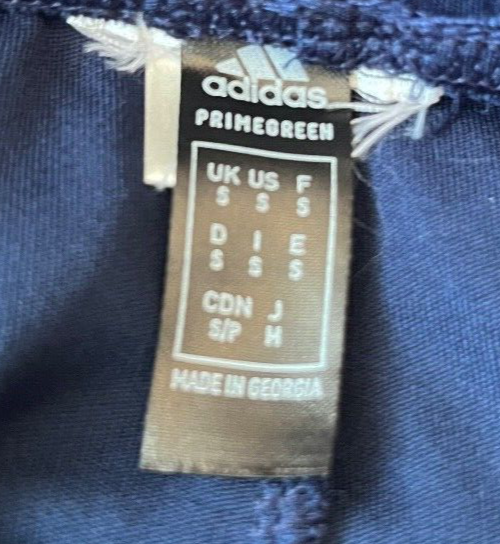 adidas
PRIMEGREEN
UK US F
S S S
D I E
S S S
CDN J
S/P M
MADE IN GEORGIA